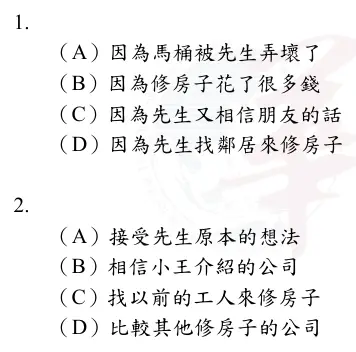 1.
（A）因為馬桶被先生弄壞了
（B）因為修房子花了很多錢
（C）因為先生又相信朋友的話
（D）因為先生找鄰居來修房子
2.
（A）接受先生原本的想法
（B）相信小王介紹的公司
（C）找以前的工人來修房子
（D）比較其他修房子的公司